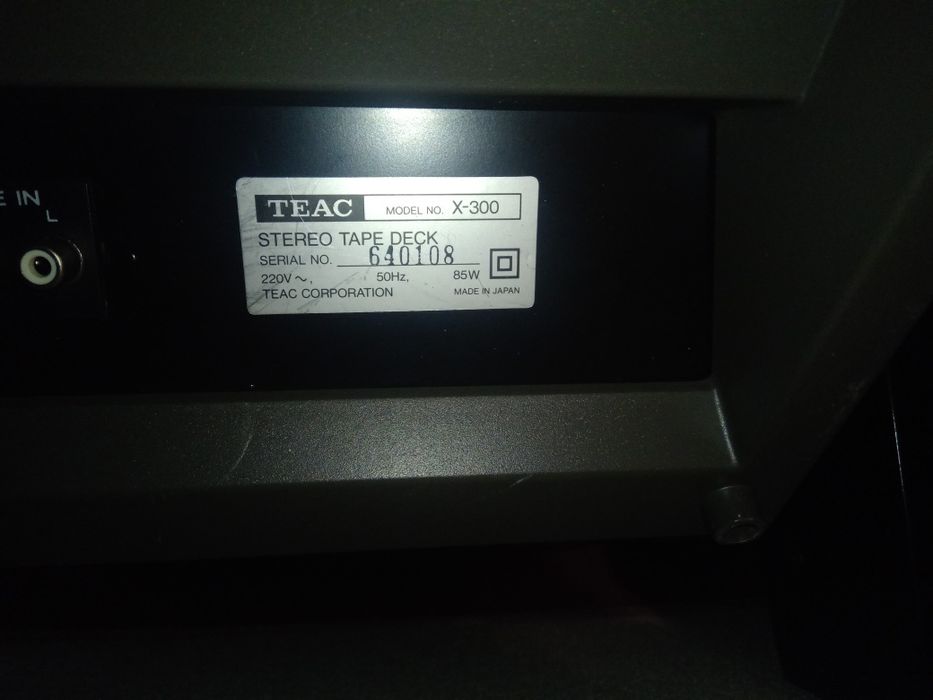 E IN
L
TEAC MODEL NO. X-300
STEREO TAPE DECK
SERIAL NO. 640108
220V~, 50Hz, 85W
TEAC CORPORATION MADE IN JAPAN